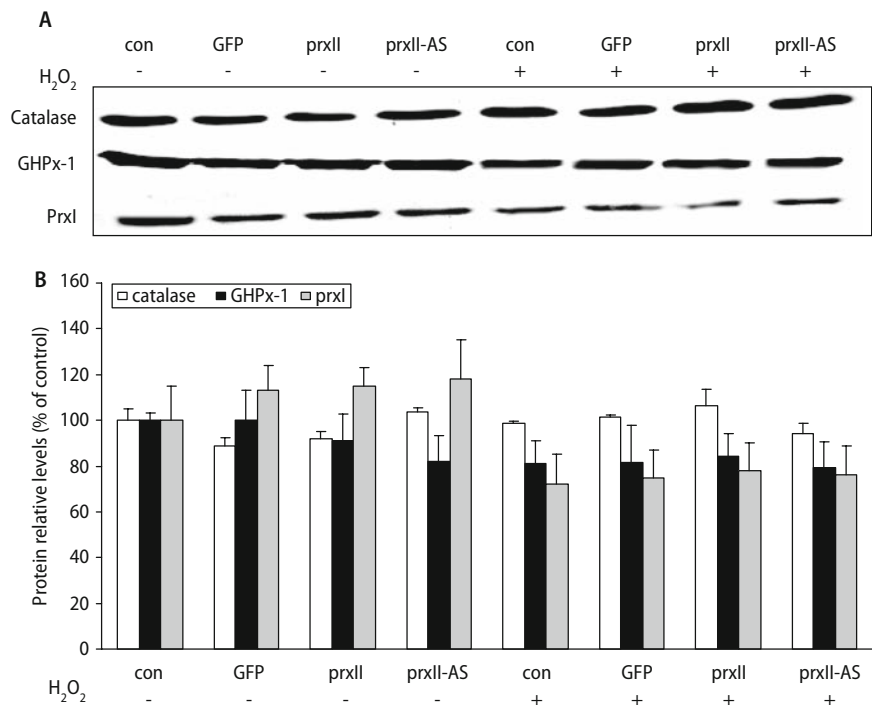 A
con GFP prxII prxII-AS con GFP prxII prxII-AS
H₂O₂ - - - - + + + +
Catalase
GHPx-1
PrxI
B
Protein relative levels (% of control)
160
140
120
100
80
60
40
20
0
catalase GHPx-1 prxI
con GFP prxII prxII-AS con GFP prxII prxII-AS
H₂O₂ - - - - + + + +